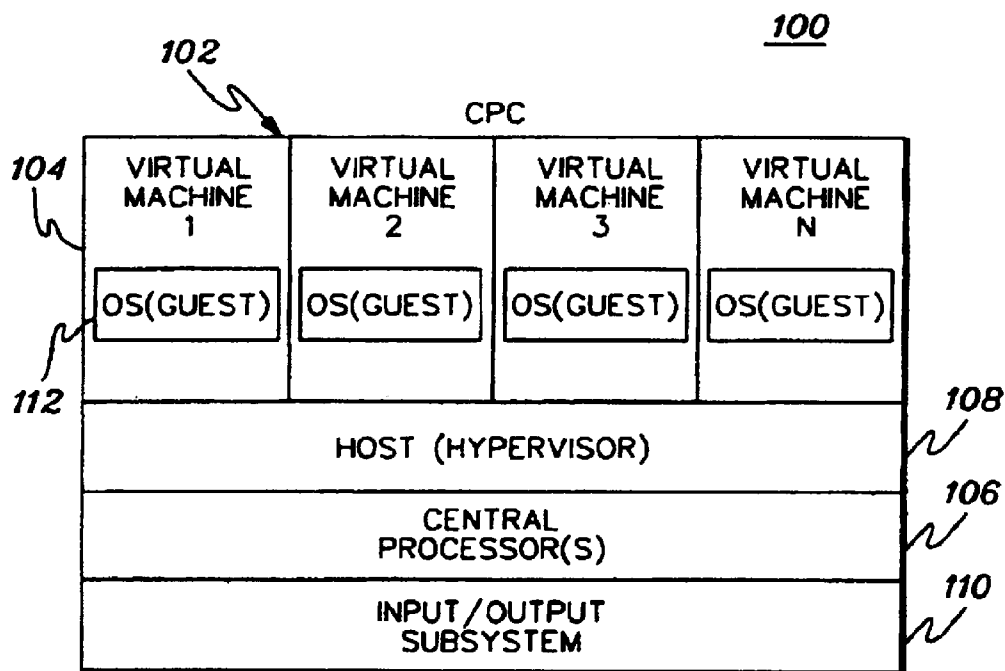 100
102
CPC
104
VIRTUAL
MACHINE
1
VIRTUAL
MACHINE
2
VIRTUAL
MACHINE
3
VIRTUAL
MACHINE
N
OS(GUEST)
OS(GUEST)
OS(GUEST)
OS(GUEST)
112
HOST (HYPERVISOR)
108
CENTRAL
PROCESSOR(S)
106
INPUT/OUTPUT
SUBSYSTEM
110